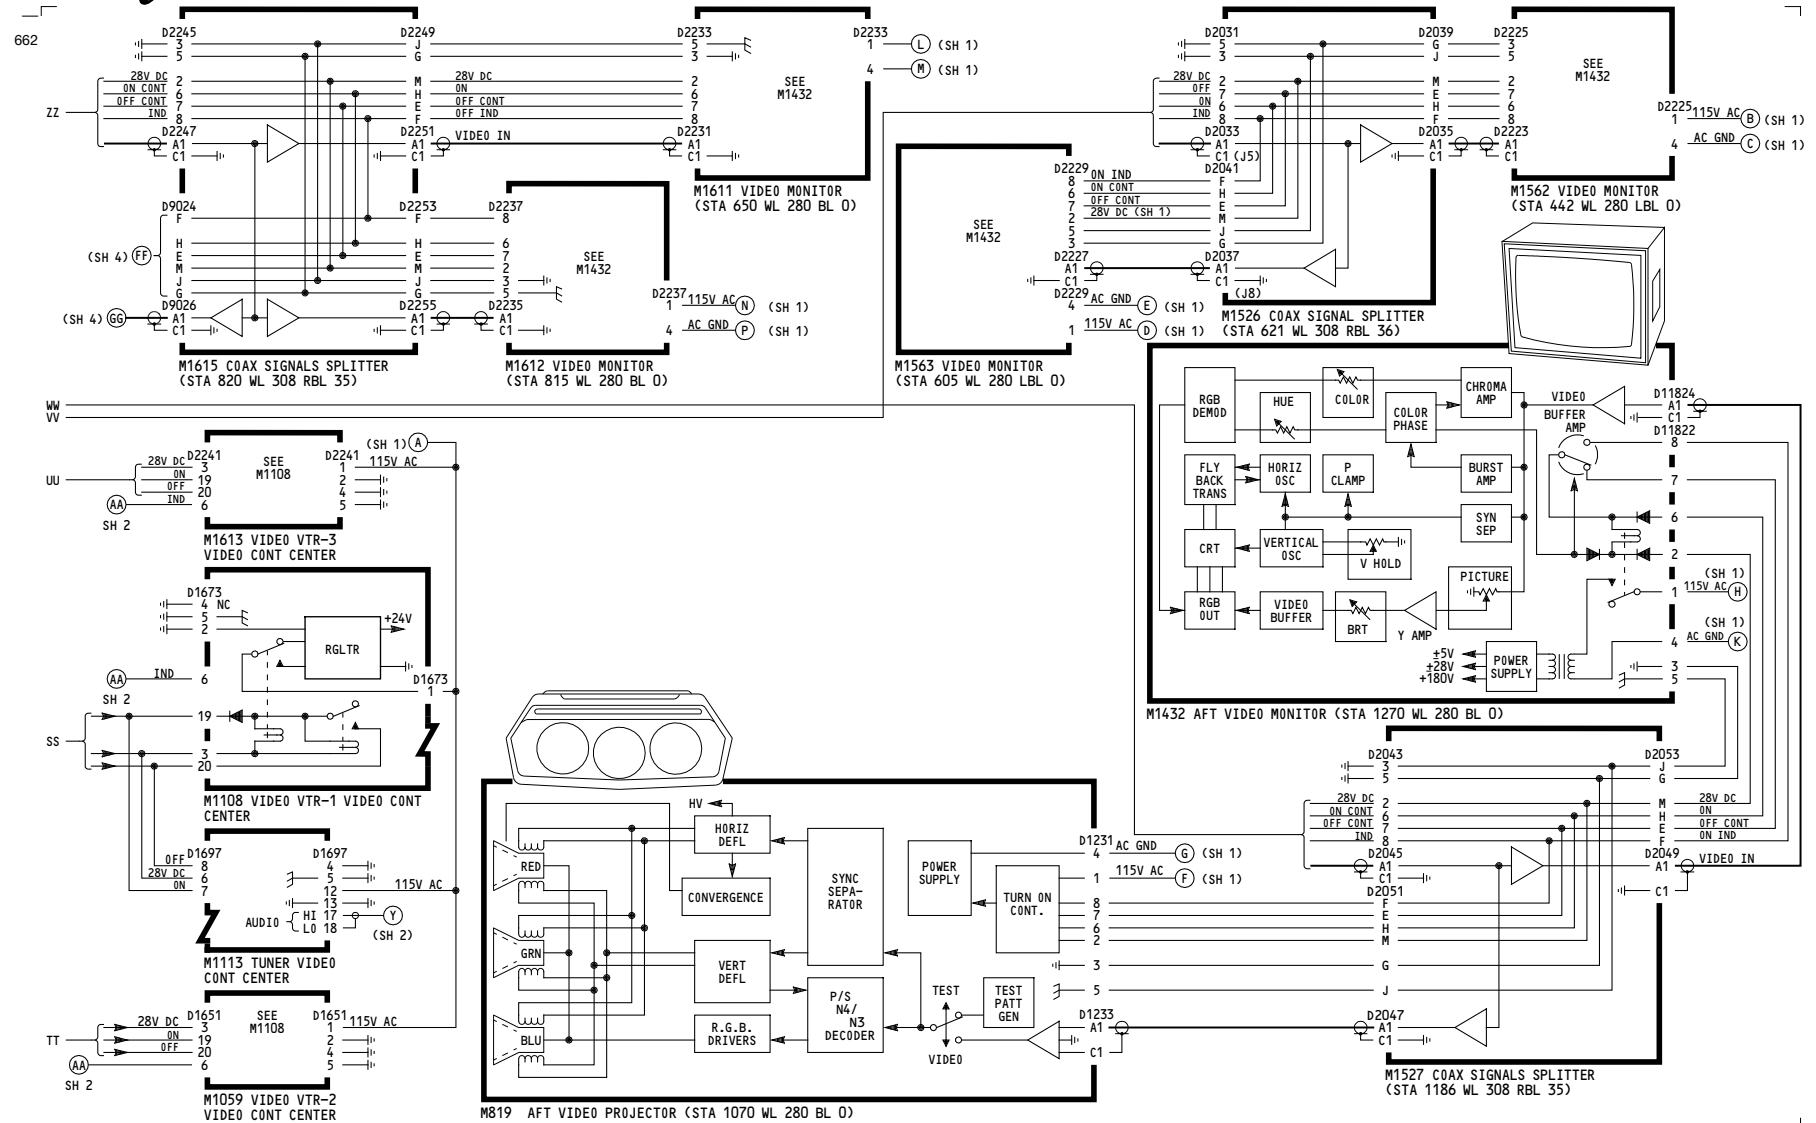 662
D2245
3
5
28V DC 2
ON CONT 6
OFF CONT 7
IND 8
ZZ
D2247
A1
C1
D2249
J
G
M 28V DC
H ON
E OFF CONT
F OFF IND
D2251
A1 VIDEO IN
C1
D2233
5
3
2
6
7
8
D2231
A1
C1
SEE
M1432
D2233
1 L (SH 1)
4 M (SH 1)
M1611 VIDEO MONITOR
(STA 650 WL 280 BL 0)
D9024
F
H
E
M
J
G
(SH 4) FF
D9026
(SH 4) GG A1
C1
D2253
F
H
E
M
J
G
D2255
A1
C1
D2237
8
6
7
2
3
5
D2235
A1
C1
SEE
M1432
D2237
1 115V AC N (SH 1)
4 AC GND P (SH 1)
M1615 COAX SIGNALS SPLITTER
(STA 820 WL 308 RBL 35)
M1612 VIDEO MONITOR
(STA 815 WL 280 BL 0)
D2031
5
3
28V DC 2
OFF 7
ON 6
IND 8
D2033
A1
C1 (J5)
D2041
F
H
E
M
J
G
D2037
A1
C1
(J8)
D2039
G
J
M
E
H
F
D2035
A1
C1
D2225
3
5
2
7
6
8
D2223
A1
C1
SEE
M1432
D2225
1 115V AC B (SH 1)
4 AC GND C (SH 1)
M1562 VIDEO MONITOR
(STA 442 WL 280 LBL 0)
SEE
M1432
D2229
8 ON IND
6 ON CONT
7 OFF CONT
2 28V DC (SH 1)
5
3
D2227
A1
C1
D2229
4 AC GND E (SH 1)
1 115V AC D (SH 1)
M1526 COAX SIGNAL SPLITTER
(STA 621 WL 308 RBL 36)
M1563 VIDEO MONITOR
(STA 605 WL 280 LBL 0)
WW
VV
(SH 1) A
UU
D2241
28V DC 3
ON 19
OFF 20
IND 6
AA
SH 2
SEE
M1108
D2241
1 115V AC
2
4
5
M1613 VIDEO VTR-3
VIDEO CONT CENTER
D1673
4 NC
5
2
RGLTR
+24V
AA IND 6
SH 2
D1673
1
19
SS
3
20
M1108 VIDEO VTR-1 VIDEO CONT
CENTER
D1697
OFF 8
28V DC 6
ON 7
D1697
4
5
12 115V AC
13
AUDIO HI 17
LO 18
Y
(SH 2)
M1113 TUNER VIDEO
CONT CENTER
TT
D1651
28V DC 3
ON 19
OFF 20
6
AA
SH 2
SEE
M1108
D1651
1 115V AC
2
4
5
M1059 VIDEO VTR-2
VIDEO CONT CENTER
RGB
DEMOD
HUE
COLOR
COLOR
PHASE
CHROMA
AMP
VIDEO
BUFFER
AMP
D11824
A1
C1
D11822
8
7
6
2
1
4
3
5
FLY
BACK
TRANS
HORIZ
OSC
P
CLAMP
BURST
AMP
SYN
SEP
CRT
VERTICAL
OSC
V HOLD
PICTURE
RGB
OUT
VIDEO
BUFFER
BRT
Y AMP
(SH 1)
115V AC H
(SH 1)
AC GND K
±5V
±28V
+180V
POWER
SUPPLY
M1432 AFT VIDEO MONITOR (STA 1270 WL 280 BL 0)
HV
HORIZ
DEFL
CONVERGENCE
RED
GRN
BLU
SYNC
SEPA-
RATOR
VERT
DEFL
P/S
N4/
N3
DECODER
R.G.B.
DRIVERS
POWER
SUPPLY
TURN ON
CONT.
TEST
TEST
PATT
GEN
VIDEO
D1231
4 AC GND G (SH 1)
1 115V AC F (SH 1)
8
7
6
2
3
5
D1233
A1
C1
M819 AFT VIDEO PROJECTOR (STA 1070 WL 280 BL 0)
D2043
3
5
28V DC 2
ON CONT 6
OFF CONT 7
IND 8
D2045
A1
C1
D2051
F
E
H
M
G
J
D2047
A1
C1
D2053
J
G
M 28V DC
H ON
E OFF CONT
F ON IND
D2049
A1 VIDEO IN
C1
M1527 COAX SIGNALS SPLITTER
(STA 1186 WL 308 RBL 35)